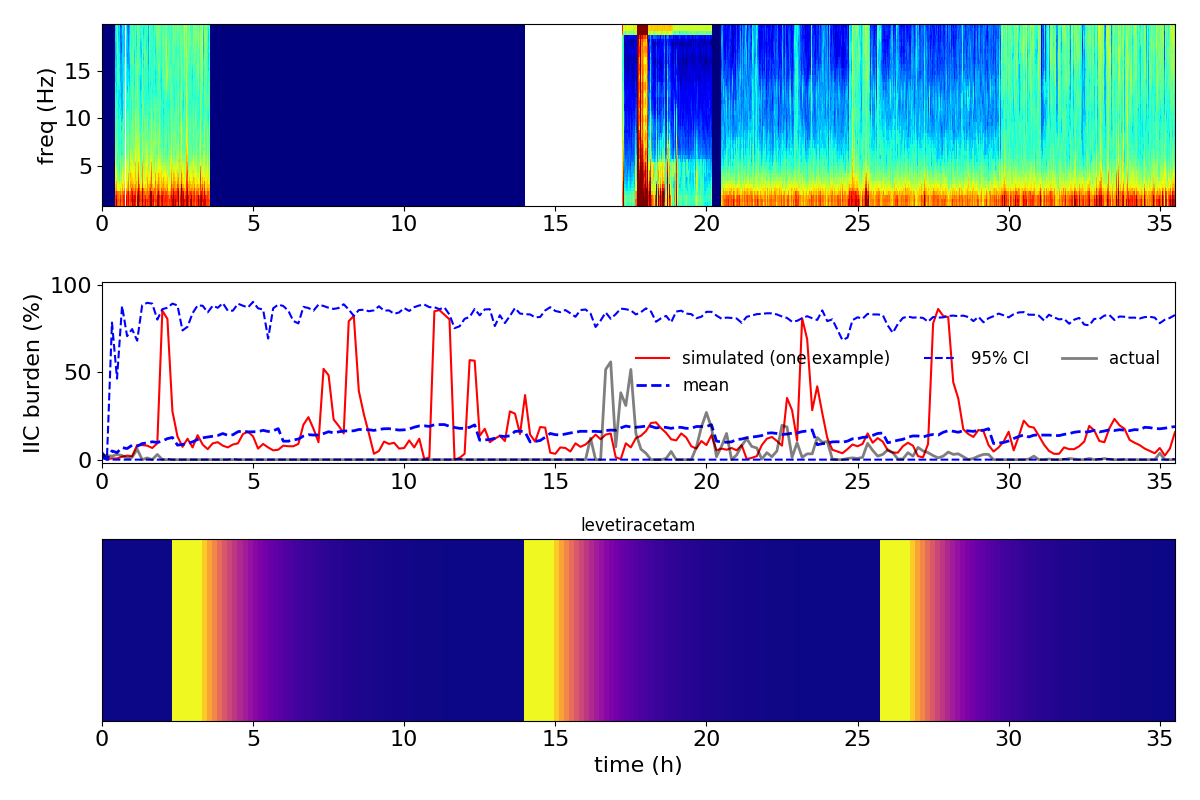 freq (Hz)
15
10
5
0 5 10 15 20 25 30 35
IIC burden (%)
100
50
0
simulated (one example) 95% CI actual
mean
0 5 10 15 20 25 30 35
levetiracetam
0 5 10 15 20 25 30 35
time (h)